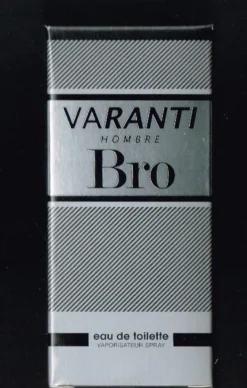 VARANTI
HOMBRE
Bro
eau de toilette
VAPORISATEUR SPRAY